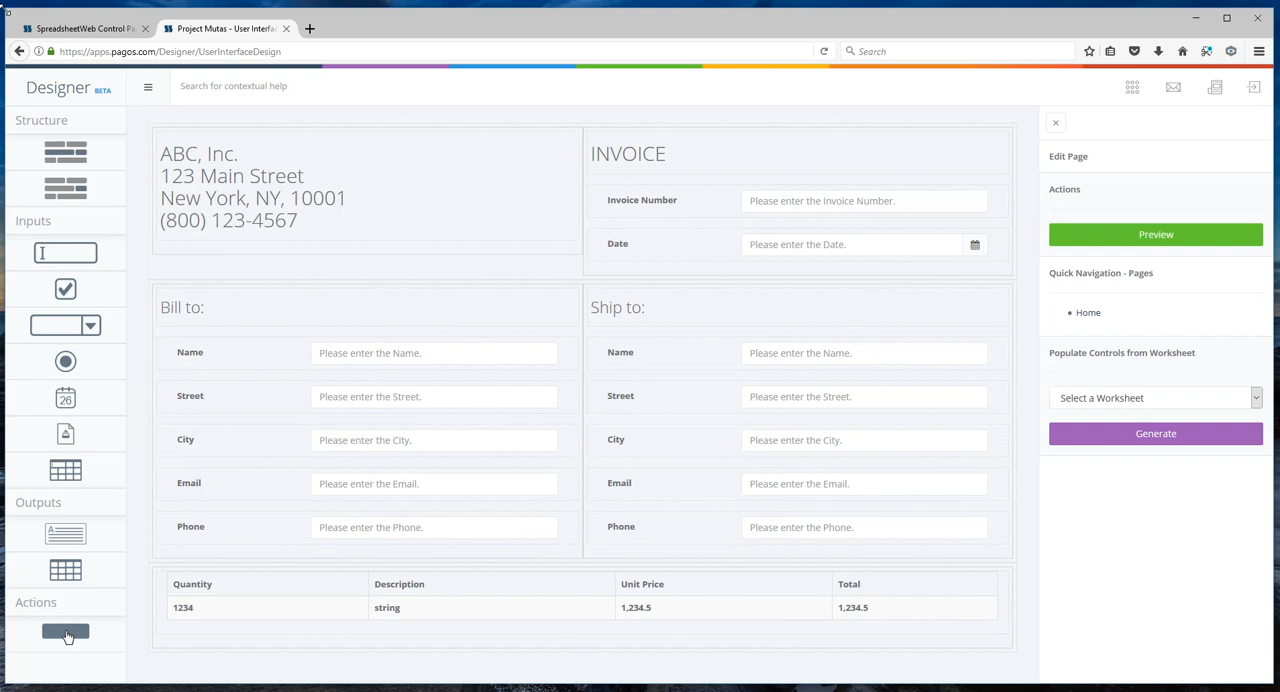 SpreadsheetWeb Control Pa
Project Mutas - User Interfac
https://apps.pagos.com/Designer/UserInterfaceDesign
Search
Designer BETA
Search for contextual help
Structure
Inputs
26
Outputs
A
Actions
ABC, Inc.
123 Main Street
New York, NY, 10001
(800) 123-4567
INVOICE
Invoice Number
Please enter the Invoice Number.
Date
Please enter the Date.
Bill to:
Name
Please enter the Name.
Street
Please enter the Street.
City
Please enter the City.
Email
Please enter the Email.
Phone
Please enter the Phone.
Ship to:
Name
Please enter the Name.
Street
Please enter the Street.
City
Please enter the City.
Email
Please enter the Email.
Phone
Please enter the Phone.
Quantity Description Unit Price Total
1234 string 1,234.5 1,234.5
Edit Page
Actions
Preview
Quick Navigation - Pages
Home
Populate Controls from Worksheet
Select a Worksheet
Generate